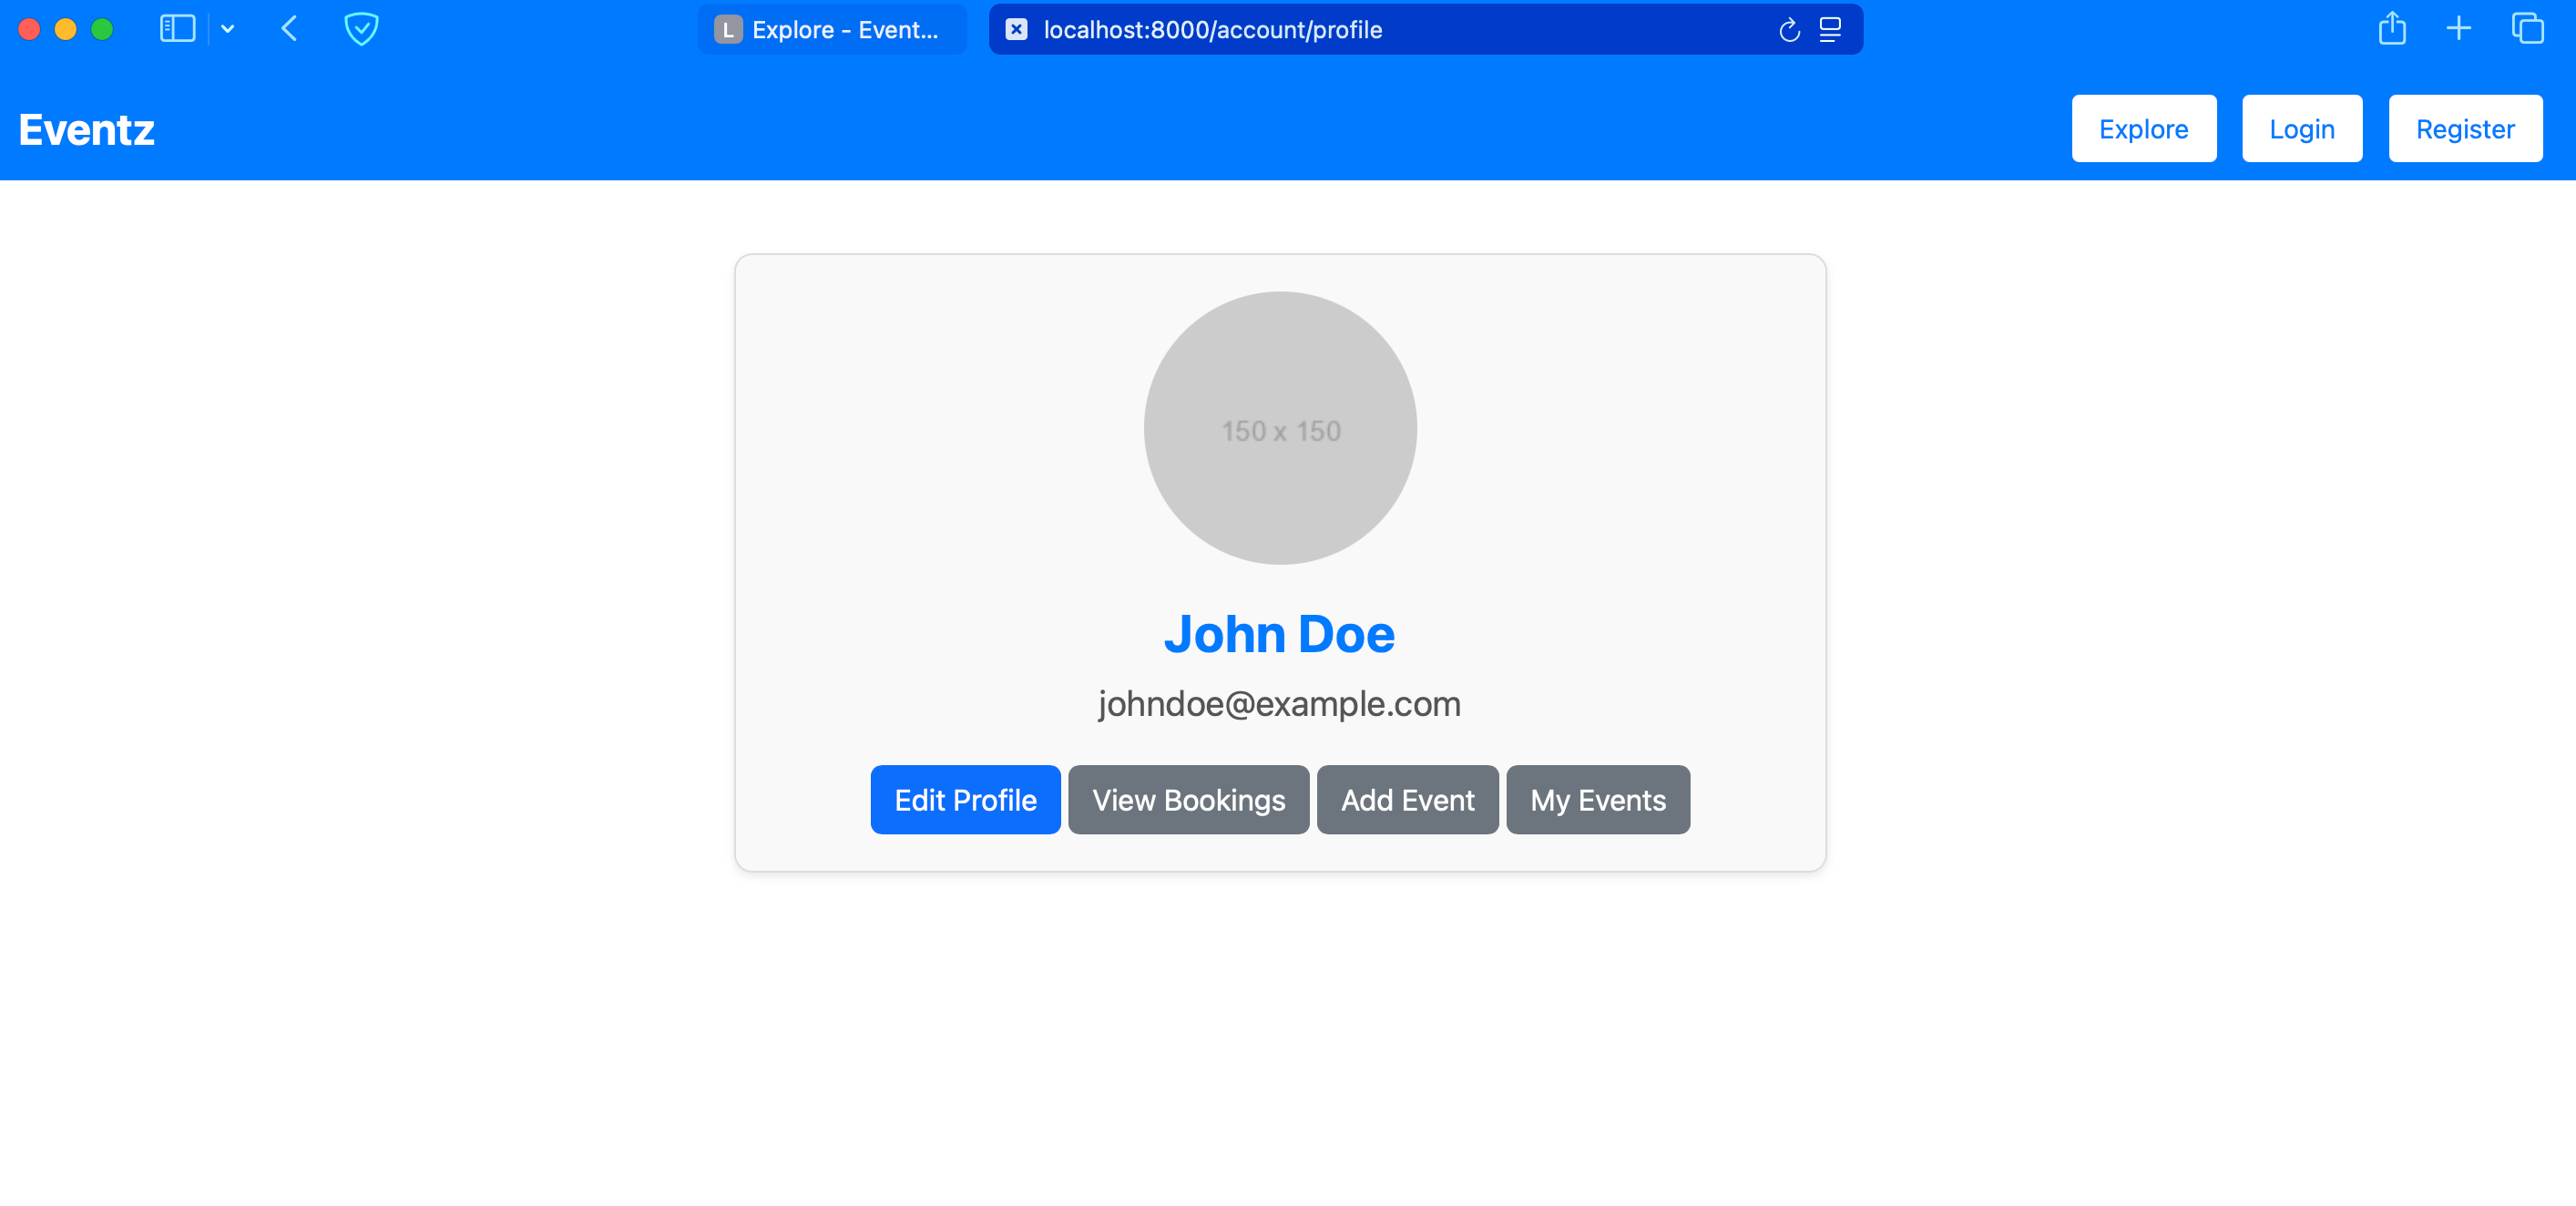 L Explore - Event...
localhost:8000/account/profile
Eventz
Explore Login Register
150 x 150
John Doe
johndoe@example.com
Edit Profile View Bookings Add Event My Events